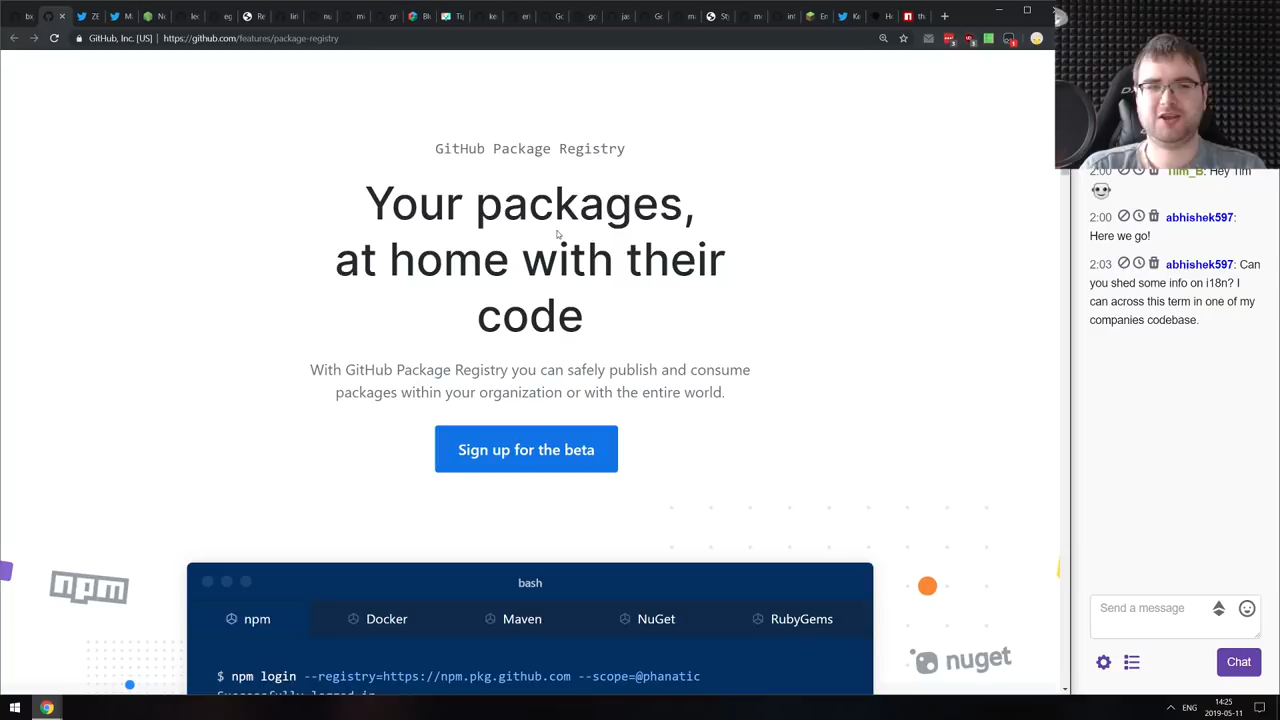 GitHub, Inc. [US]
https://github.com/features/package-registry
GitHub Package Registry
Your packages,
at home with their
code
With GitHub Package Registry you can safely publish and consume
packages within your organization or with the entire world.
Sign up for the beta
npm
bash
npm
Docker
Maven
NuGet
RubyGems
nuget
$ npm login --registry=https://npm.pkg.github.com --scope=@phanatic
Successfully logged in
2:00 Tiim_B: Hey Tim
2:00 abhishek597:
Here we go!
2:03 abhishek597: Can
you shed some info on i18n? I
can across this term in one of my
companies codebase.
Send a message
Chat
ENG
14:25
2019-05-11